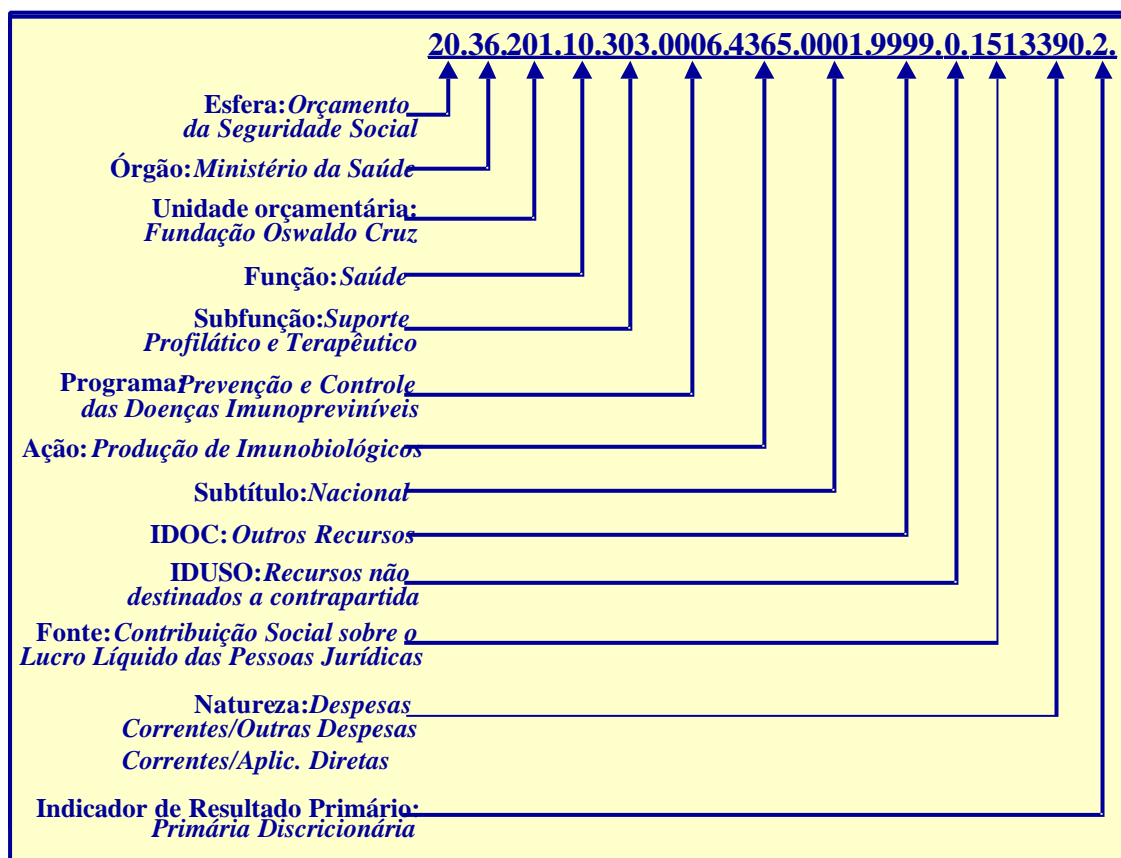 20.36.201.10.303.0006.4365.0001.9999.0.1513390.2.
Esfera:Orçamento
da Seguridade Social
Órgão:Ministério da Saúde
Unidade orçamentária:
Fundação Oswaldo Cruz
Função:Saúde
Subfunção:Suporte
Profilático e Terapêutico
Programa:Prevenção e Controle
das Doenças Imunopreviníveis
Ação:Produção de Imunobiológicos
Subtítulo:Nacional
IDOC:Outros Recursos
IDUSO:Recursos não
destinados a contrapartida
Fonte:Contribuição Social sobre o
Lucro Líquido das Pessoas Jurídicas
Natureza:Despesas
Correntes/Outras Despesas
Correntes/Aplic. Diretas
Indicador de Resultado Primário:
Primária Discricionária